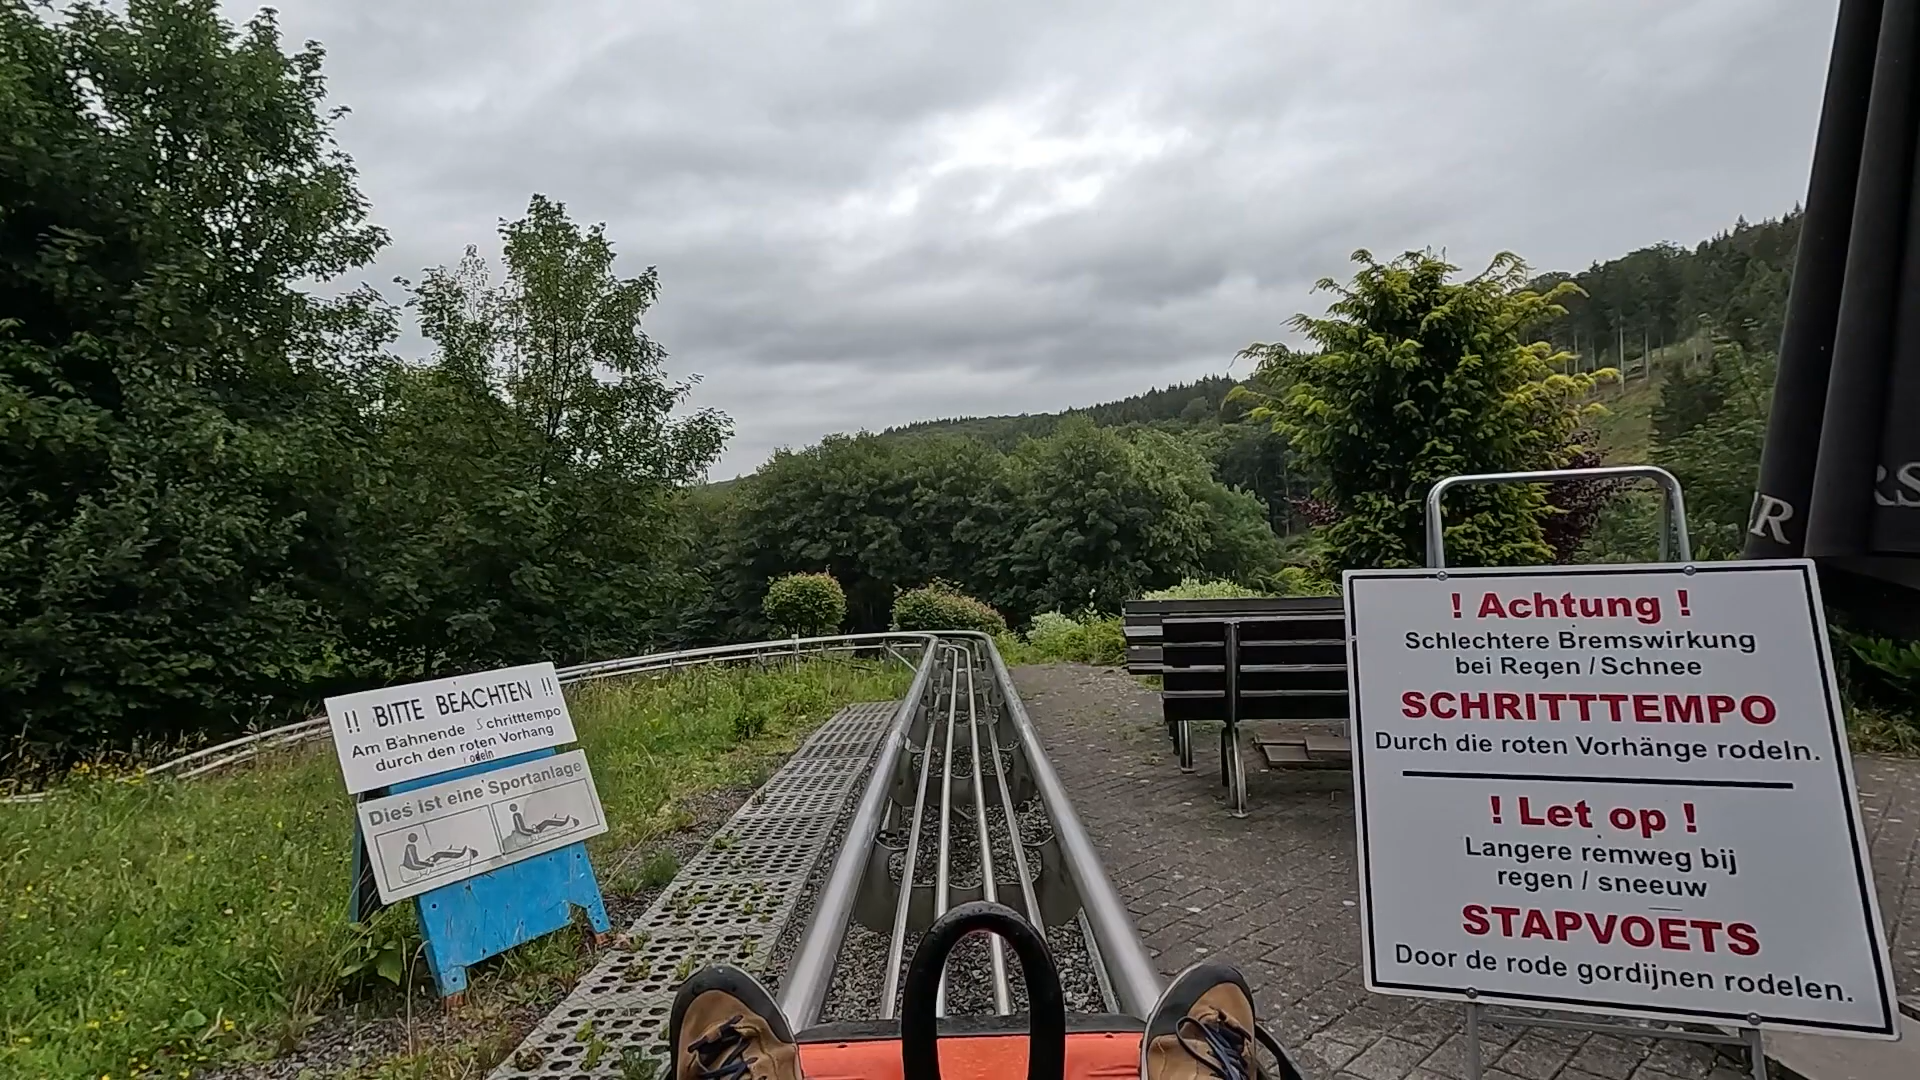 !! BITTE BEACHTEN !!
Am Bahnende Schritttempo
durch den roten Vorhang
rodeln
Dies ist eine Sportanlage
! Achtung !
Schlechtere Bremswirkung
bei Regen / Schnee
SCHRITTTEMPO
Durch die roten Vorhänge rodeln.
! Let op !
Langere remweg bij
regen / sneeuw
STAPVOETS
Door de rode gordijnen rodelen.